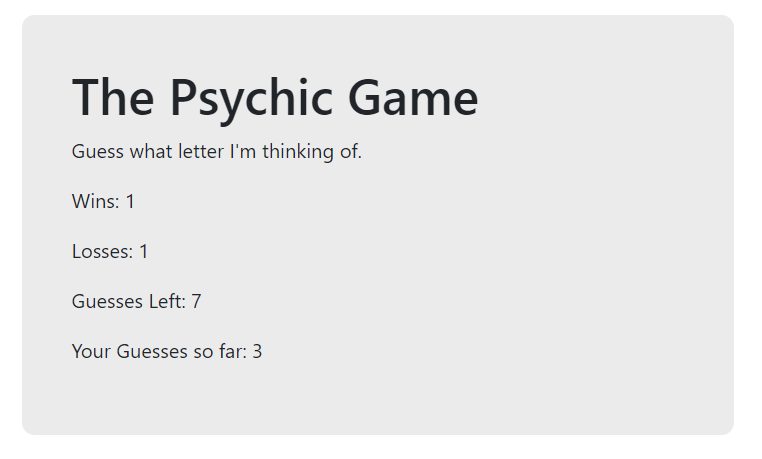 The Psychic Game
Guess what letter I'm thinking of.
Wins: 1
Losses: 1
Guesses Left: 7
Your Guesses so far: 3